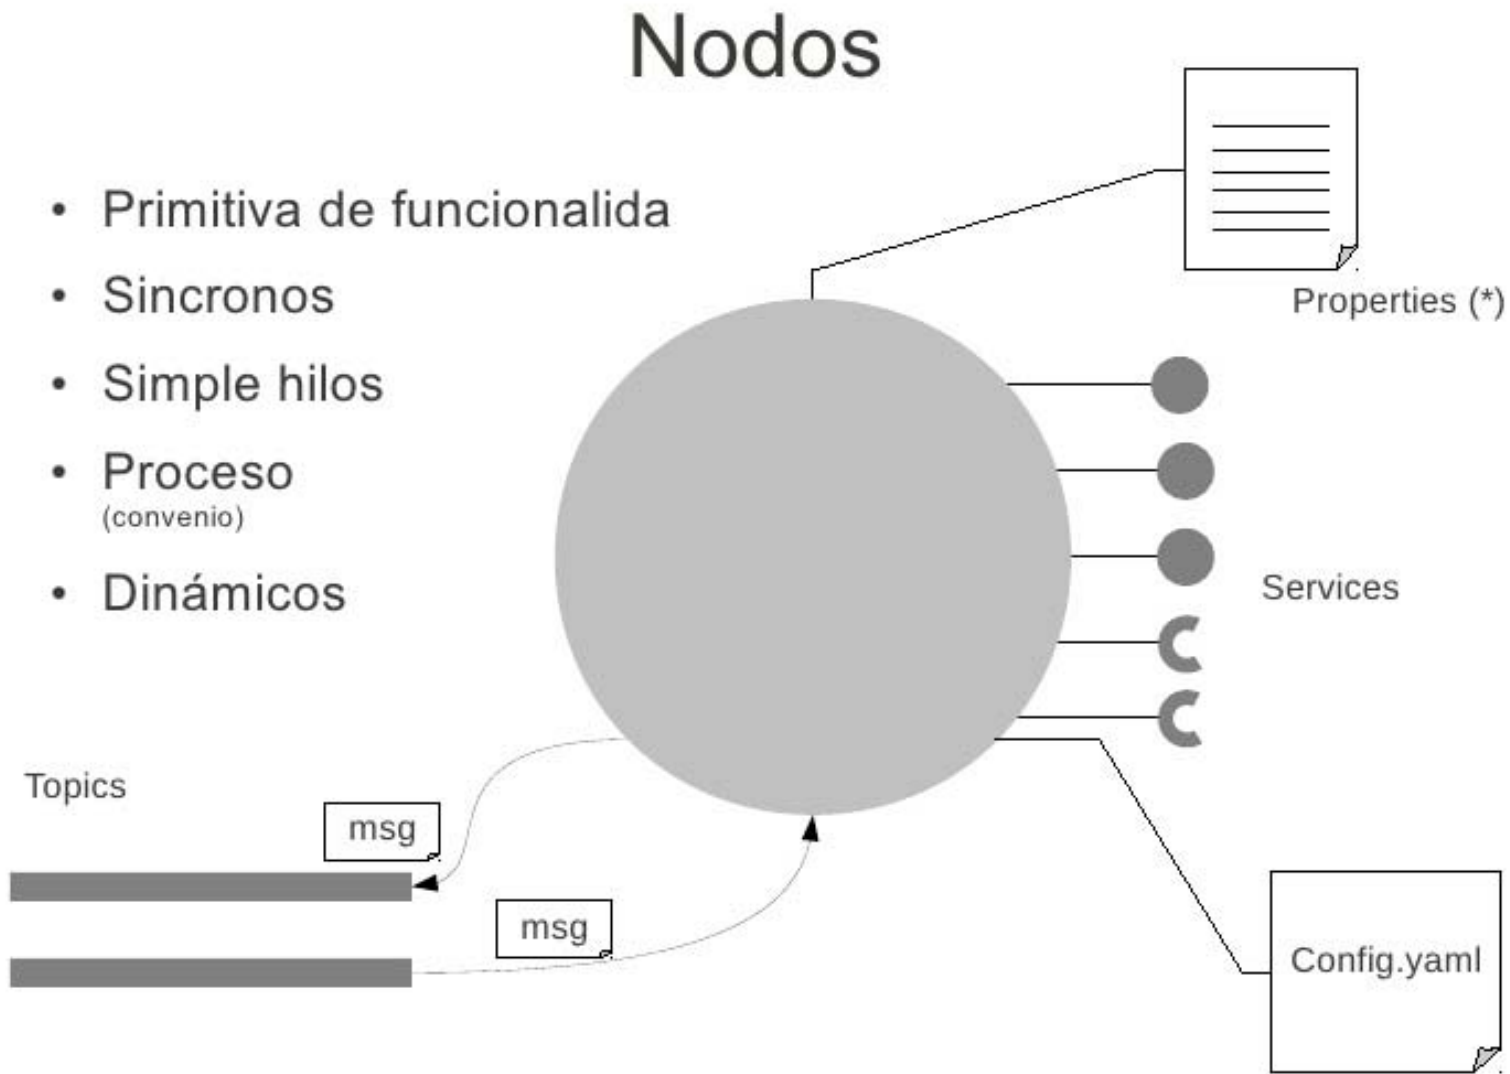 Nodos
• Primitiva de funcionalida
• Sincronos
• Simple hilos
• Proceso
(convenio)
• Dinámicos
Properties (*)
Services
Topics
msg
msg
Config.yaml